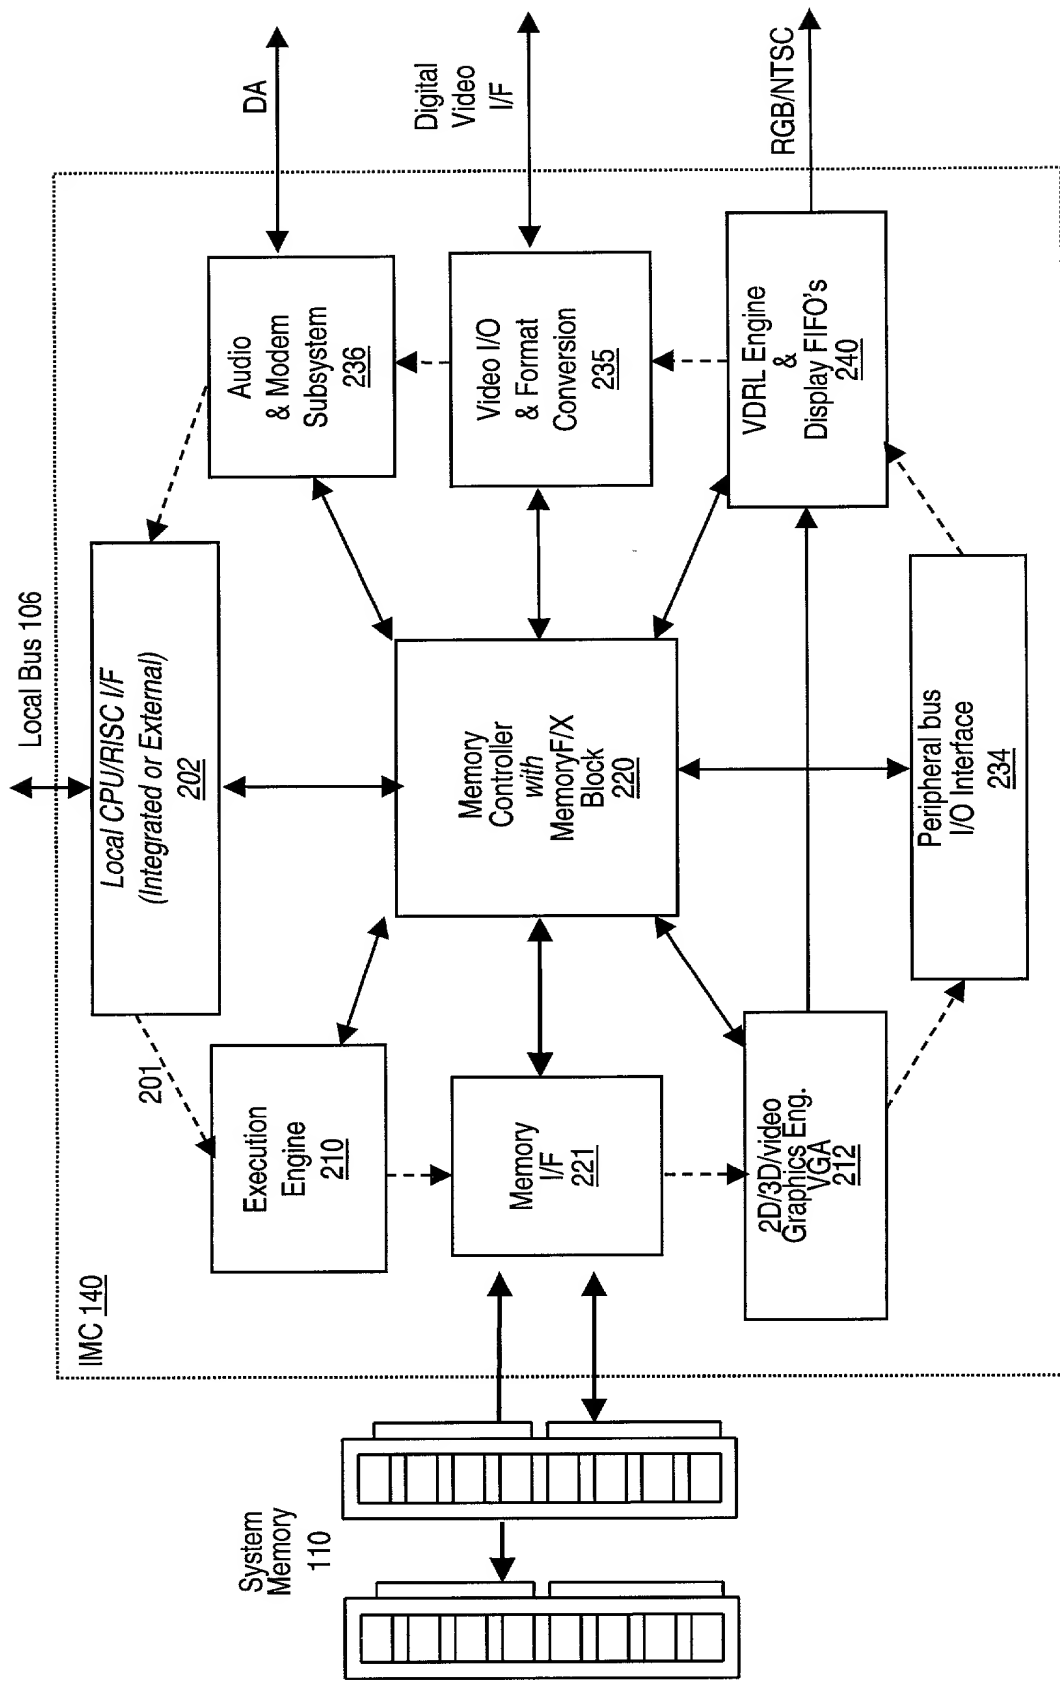 Local Bus 106
IMC 140
Local CPU/RISC I/F
(Integrated or External)
202
201
Execution
Engine
210
Audio
& Modem
Subsystem
236
DA
System
Memory
110
Memory
I/F
221
Memory
Controller
with
MemoryF/X
Block
220
Video I/O
& Format
Conversion
235
Digital
Video
I/F
2D/3D/video
Graphics Eng.
VGA
212
VDRL Engine
&
Display FIFO's
240
RGB/NTSC
Peripheral bus
I/O Interface
234